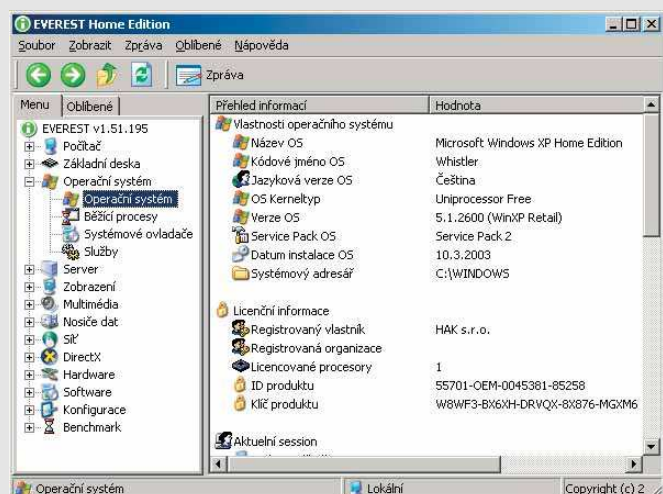 EVEREST Home Edition
Soubor Zobrazit Zpráva Oblíbené Nápověda
Zpráva
Menu Oblíbené
EVEREST v1.51.195
Počítač
Základní deska
Operační systém
Operační systém
Běžící procesy
Systémové ovladače
Služby
Server
Zobrazení
Multimédia
Nosiče dat
Síť
DirectX
Hardware
Software
Konfigurace
Benchmark
Přehled informací Hodnota
Vlastnosti operačního systému
Název OS Microsoft Windows XP Home Edition
Kódové jméno OS Whistler
Jazyková verze OS Čeština
OS Kerneltyp Uniprocessor Free
Verze OS 5.1.2600 (WinXP Retail)
Service Pack OS Service Pack 2
Datum instalace OS 10.3.2003
Systémový adresář C:\WINDOWS
Licenční informace
Registrovaný vlastník HAK s.r.o.
Registrovaná organizace
Licencované procesory 1
ID produktu 55701-OEM-0045381-85258
Klíč produktu W8WF3-BX6XH-DRVQX-8X876-MGXM6
Aktuelní session
Operační systém Lokální Copyright (c) 2